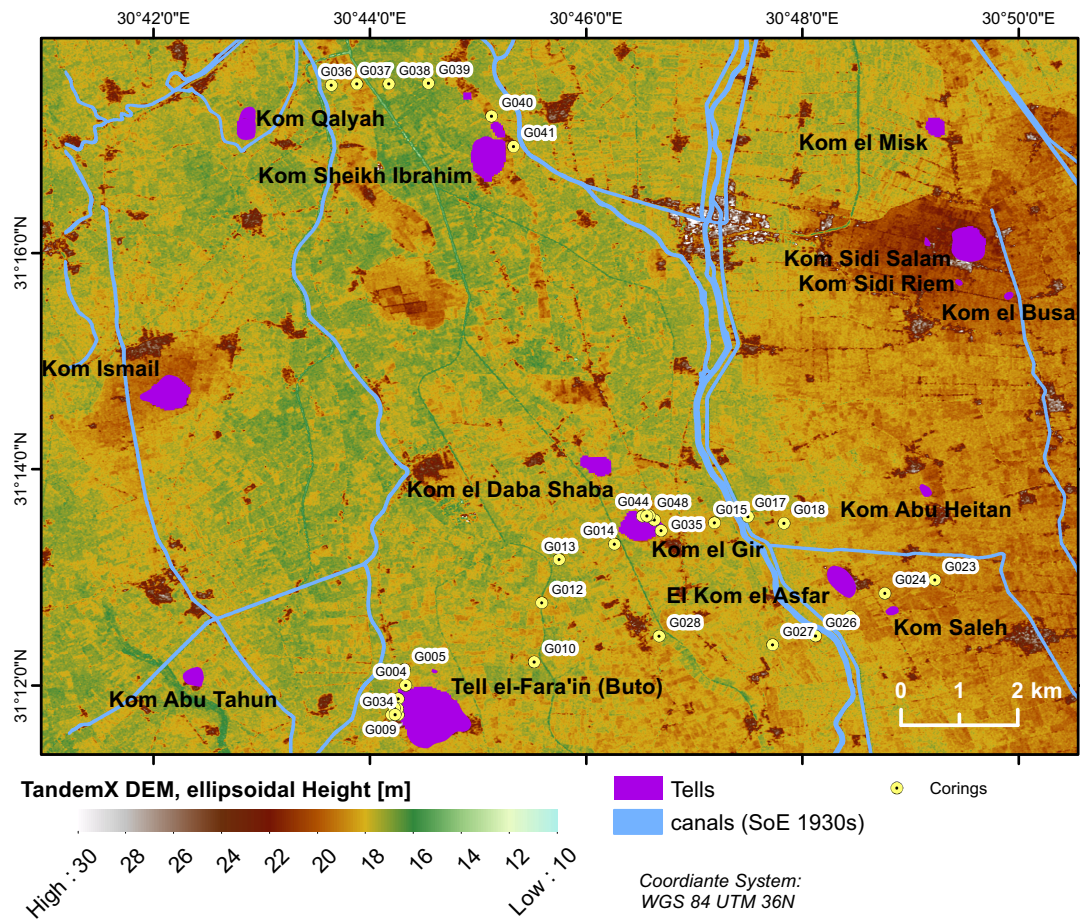 30°42'0"E 30°44'0"E 30°46'0"E 30°48'0"E 30°50'0"E
31°16'0"N
31°14'0"N
31°12'0"N
G036 G037 G038 G039
G040
G041
Kom Qalyah
Kom el Misk
Kom Sheikh Ibrahim
Kom Sidi Salam
Kom Sidi Riem
Kom el Busa
Kom Ismail
Kom el Daba Shaba
G044 G048 G015 G017
G014 G035 G018
Kom Abu Heitan
G013
Kom el Gir
G024 G023
G012
El Kom el Asfar
G028 G027 G026
Kom Saleh
G010
G005
G004
Tell el-Fara'in (Buto)
Kom Abu Tahun
G034
G009
0 1 2 km
TandemX DEM, ellipsoidal Height [m]
High : 30 28 26 24 22 20 18 16 14 12 Low : 10
Tells
Corings
canals (SoE 1930s)
Coordiante System:
WGS 84 UTM 36N